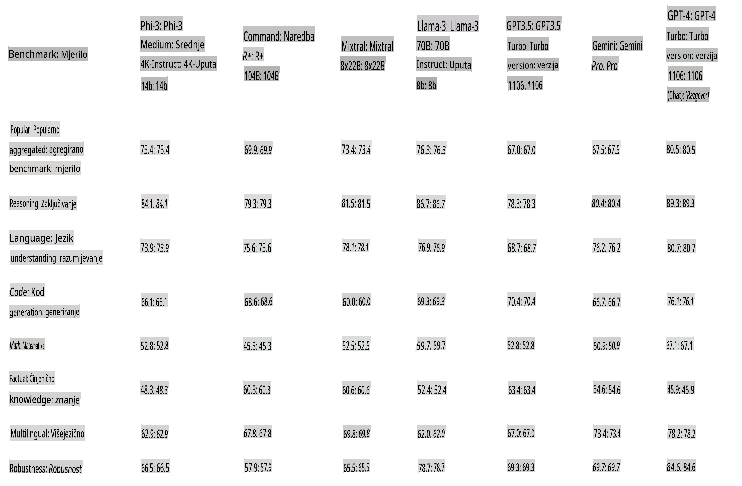 Benchmark: Mjerilo
Phi-3: Phi-3
Medium: Srednje
4K-Instruct: 4K-Uputa
14b: 14b
Command: Naredba
R+: R+
104B: 104B
Mixtral: Mixtral
8x22B: 8x22B
Llama-3: Llama-3
70B: 70B
Instruct: Uputa
8b: 8b
GPT3.5: GPT3.5
Turbo: Turbo
version: verzija
1106: 1106
Gemini: Gemini
Pro: Pro
GPT-4: GPT-4
Turbo: Turbo
version: verzija
1106: 1106
(Chat): (Razgovor)
Popular: Popularno
aggregated: agregirano
benchmark: mjerilo
75.4: 75.4
69.9: 69.9
73.4: 73.4
76.3: 76.3
67.0: 67.0
67.5: 67.5
80.5: 80.5
Reasoning: Zaključivanje
84.1: 84.1
79.3: 79.3
81.5: 81.5
86.7: 86.7
78.3: 78.3
80.4: 80.4
89.3: 89.3
Language: Jezik
understanding: razumijevanje
73.9: 73.9
75.6: 75.6
78.1: 78.1
76.9: 76.9
68.7: 68.7
76.2: 76.2
80.7: 80.7
Code: Kod
generation: generiranje
66.1: 66.1
68.6: 68.6
60.0: 60.0
69.3: 69.3
70.4: 70.4
66.7: 66.7
76.1: 76.1
Math: Matematika
52.8: 52.8
45.3: 45.3
52.5: 52.5
59.7: 59.7
52.8: 52.8
50.9: 50.9
67.1: 67.1
Factual: Činjenično
knowledge: znanje
48.3: 48.3
60.3: 60.3
60.6: 60.6
52.4: 52.4
63.4: 63.4
54.6: 54.6
45.9: 45.9
Multilingual: Višejezično
62.9: 62.9
67.8: 67.8
69.8: 69.8
62.0: 62.0
67.0: 67.0
73.4: 73.4
78.2: 78.2
Robustness: Robusnost
66.5: 66.5
57.9: 57.9
65.5: 65.5
78.7: 78.7
69.3: 69.3
69.7: 69.7
84.6: 84.6